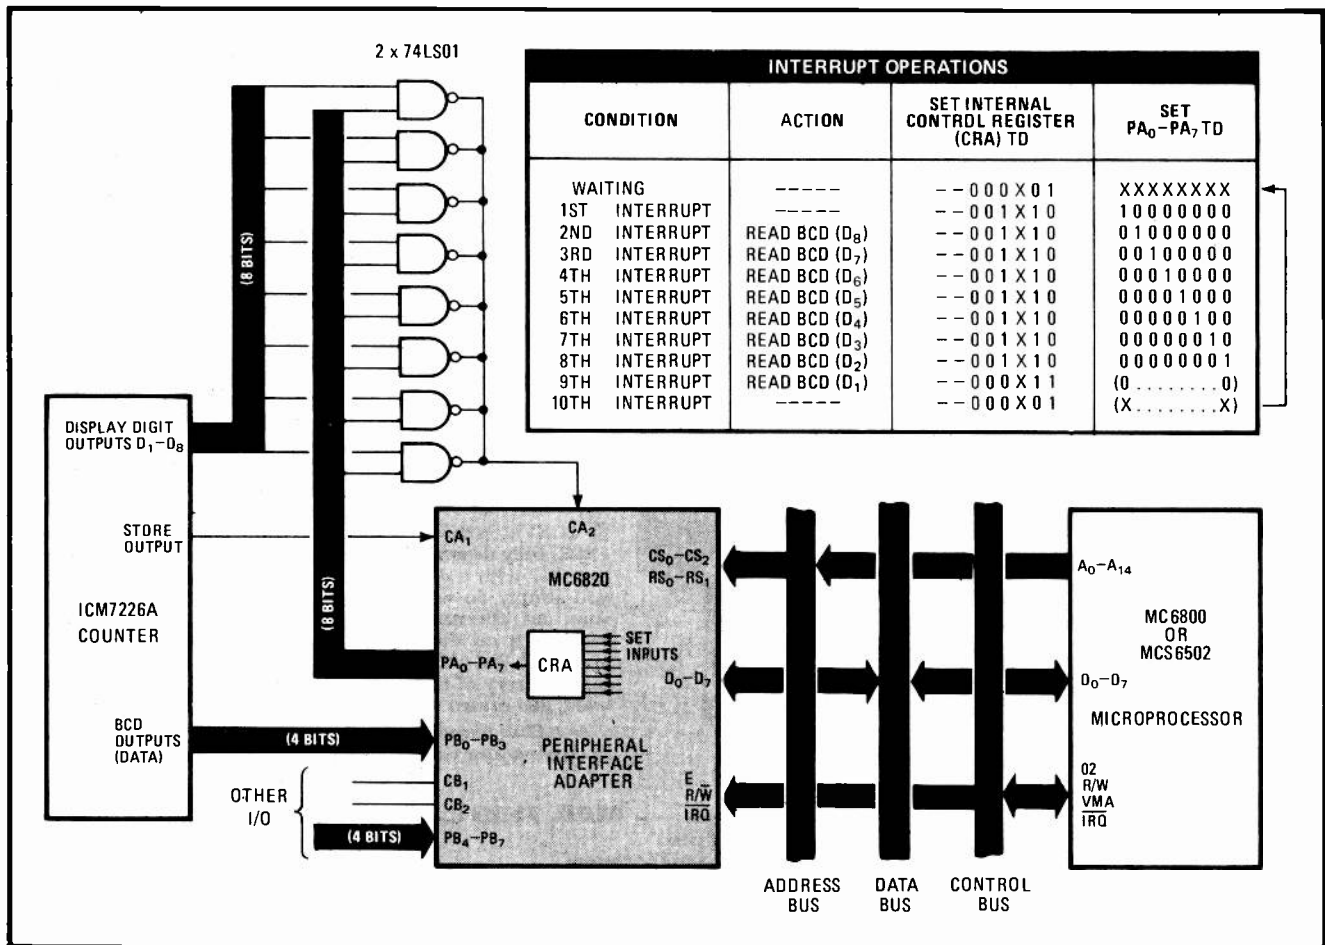 2 x 74LS01
INTERRUPT OPERATIONS
CONDITION ACTION SET INTERNAL CONTROL REGISTER (CRA) TD SET PA0–PA7 TD
WAITING ----- --000X01 XXXXXXXX
1ST INTERRUPT ----- --001X10 10000000
2ND INTERRUPT READ BCD (D8) --001X10 01000000
3RD INTERRUPT READ BCD (D7) --001X10 00100000
4TH INTERRUPT READ BCD (D6) --001X10 00010000
5TH INTERRUPT READ BCD (D5) --001X10 00001000
6TH INTERRUPT READ BCD (D4) --001X10 00000100
7TH INTERRUPT READ BCD (D3) --001X10 00000010
8TH INTERRUPT READ BCD (D2) --001X10 00000001
9TH INTERRUPT READ BCD (D1) --000X11 (0........0)
10TH INTERRUPT ----- --000X01 (X........X)
(8 BITS)
(8 BITS)
DISPLAY DIGIT
OUTPUTS D1–D8
STORE
OUTPUT
ICM7226A
COUNTER
BCD
OUTPUTS
(DATA)
(4 BITS)
OTHER
I/O
(4 BITS)
CA1
CA2
CS0–CS2
RS0–RS1
MC6820
PA0–PA7
CRA
SET
INPUTS
D0–D7
PB0–PB3
PERIPHERAL
INTERFACE
ADAPTER
CB1
CB2
PB4–PB7
E
R/W̅
I̅R̅Q̅
ADDRESS
BUS
DATA
BUS
CONTROL
BUS
A0–A14
MC6800
OR
MCS6502
D0–D7
MICROPROCESSOR
02
R/W
VMA
I̅R̅Q̅